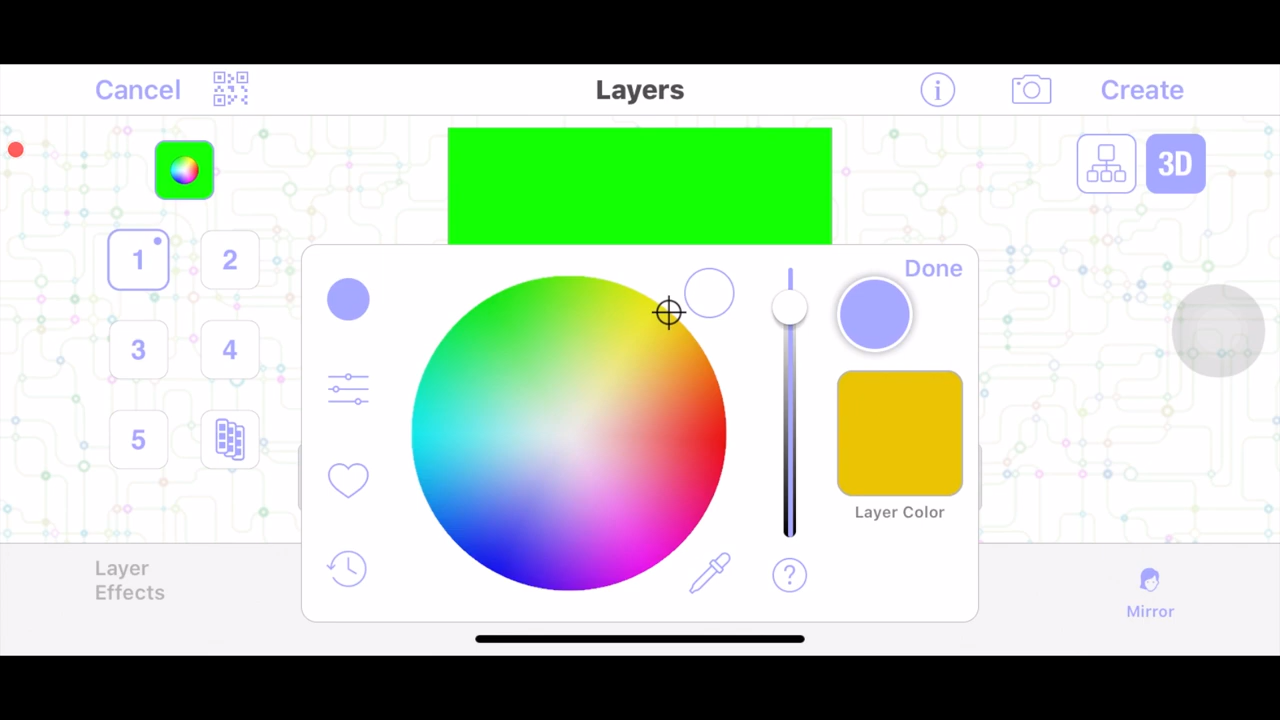 Cancel
Layers
i
Create
3D
1
2
3
4
5
Done
Layer Color
?
Layer
Effects
Mirror